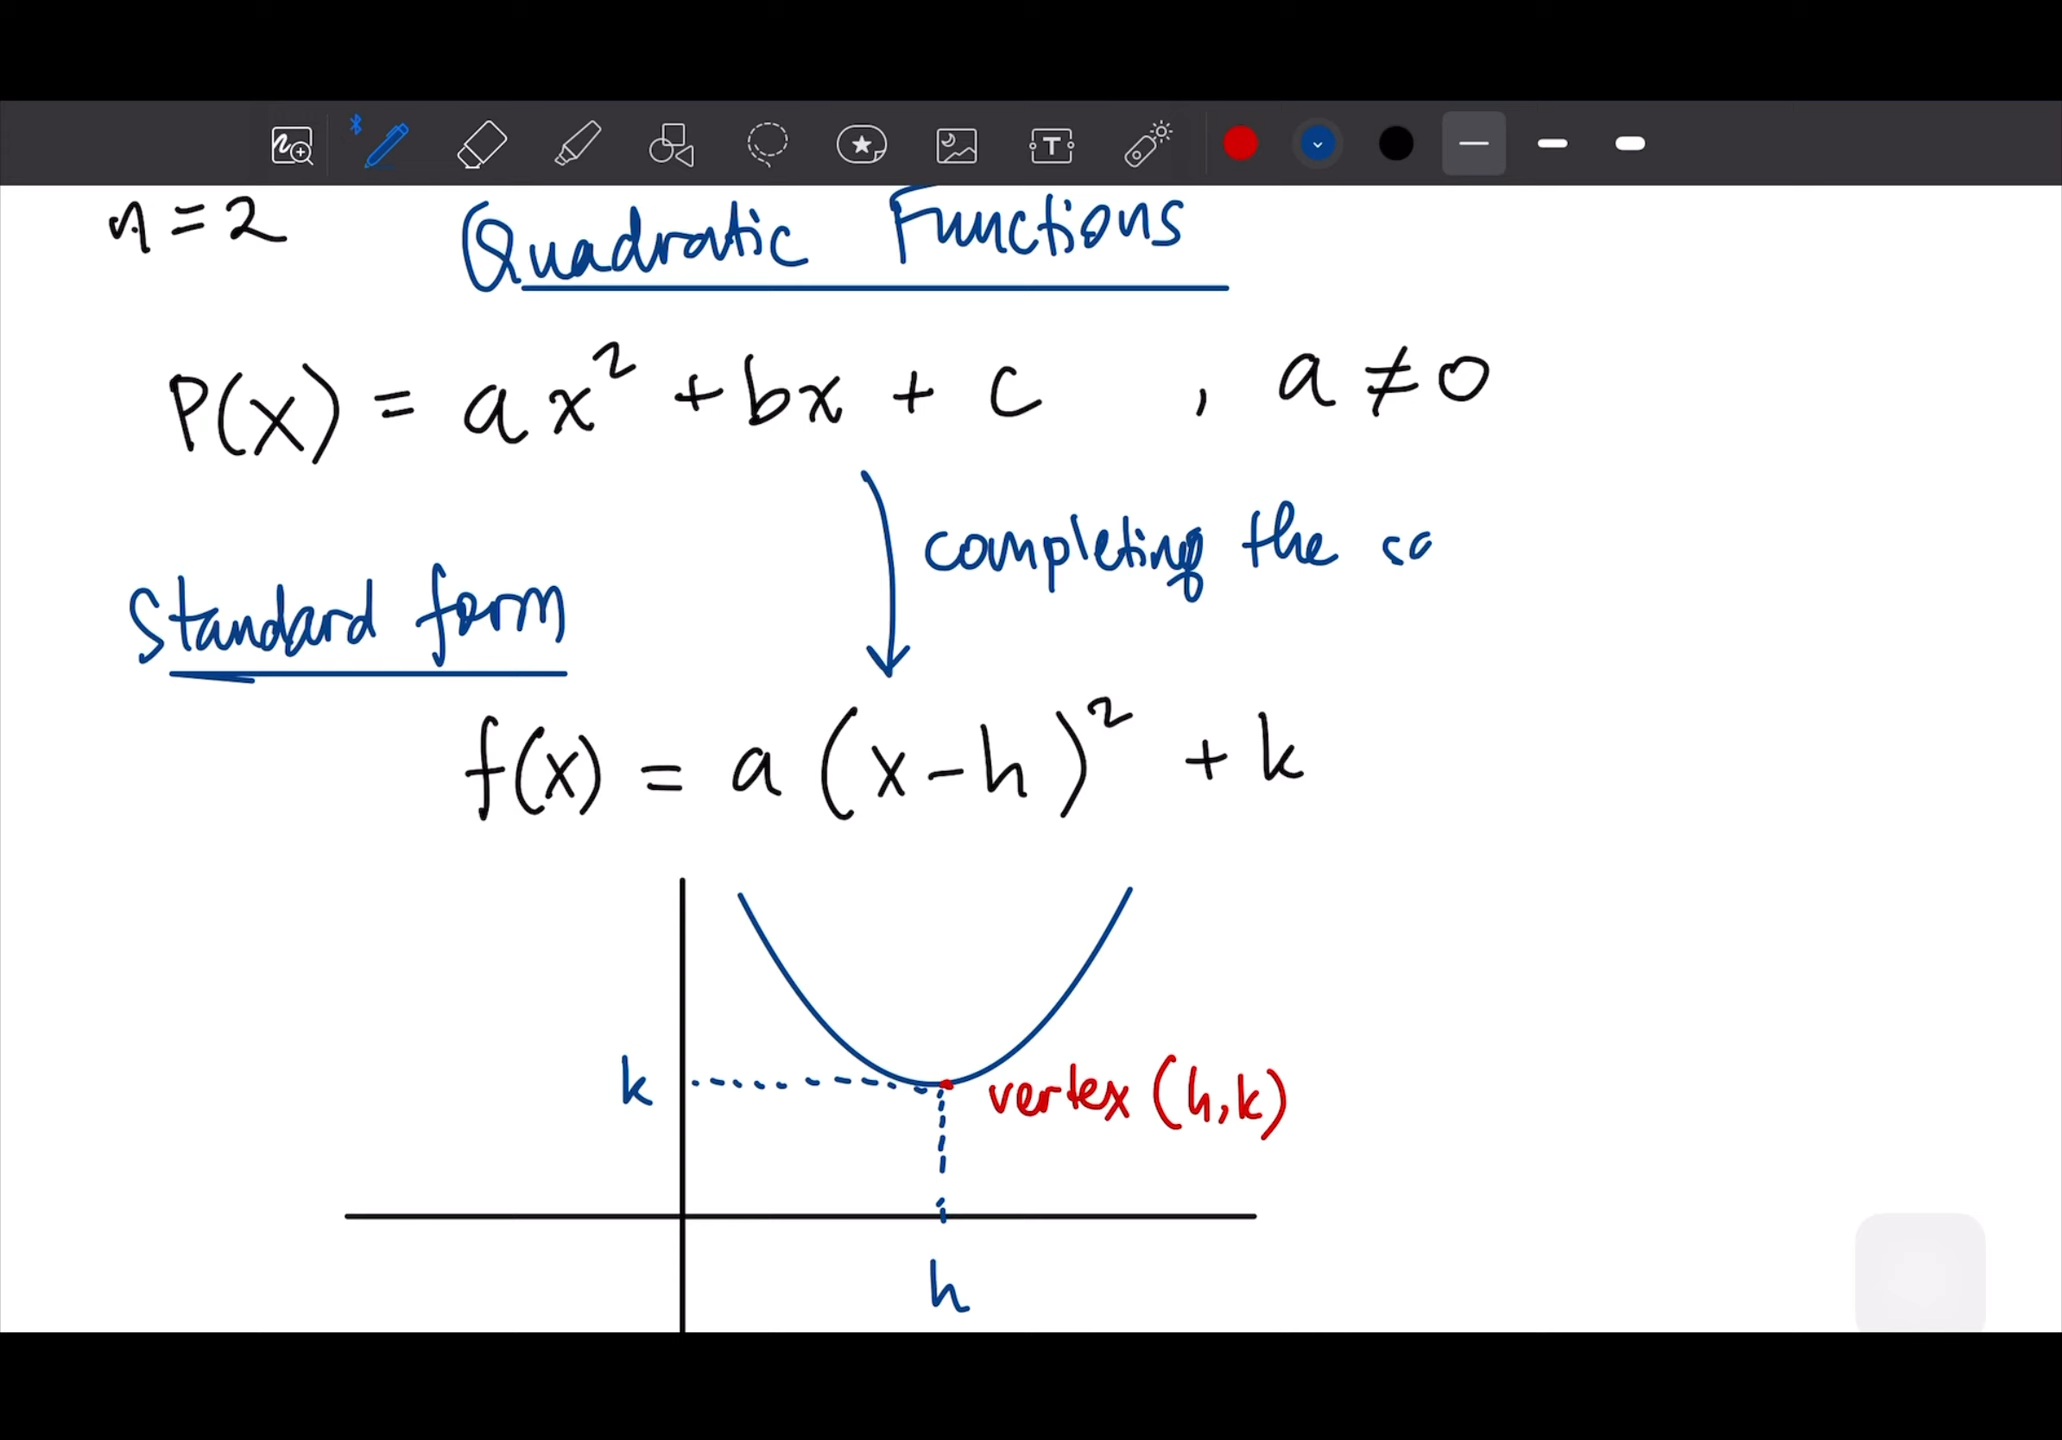 n = 2 Quadratic Functions
P(x) = ax² + bx + c , a ≠ 0
completing the
Standard form
f(x) = a (x-h)² + k
k
vertex (h,k)
h